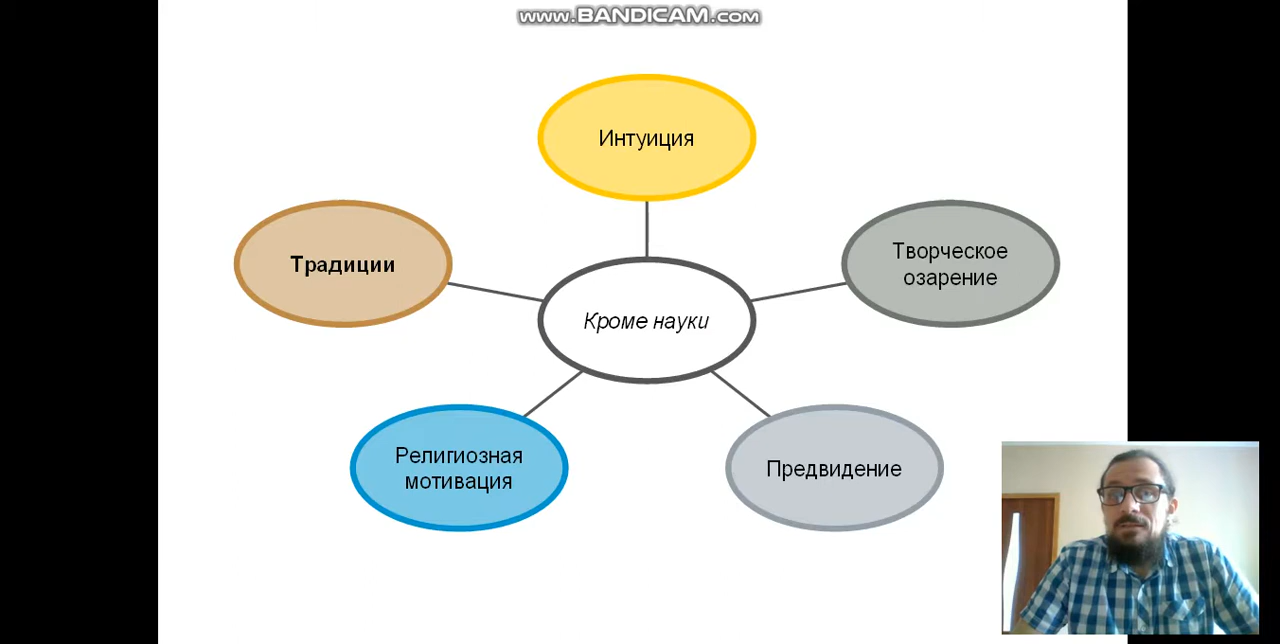 www.BANDICAM.com
Интуиция
Традиции
Творческое
озарение
Кроме науки
Религиозная
мотивация
Предвидение